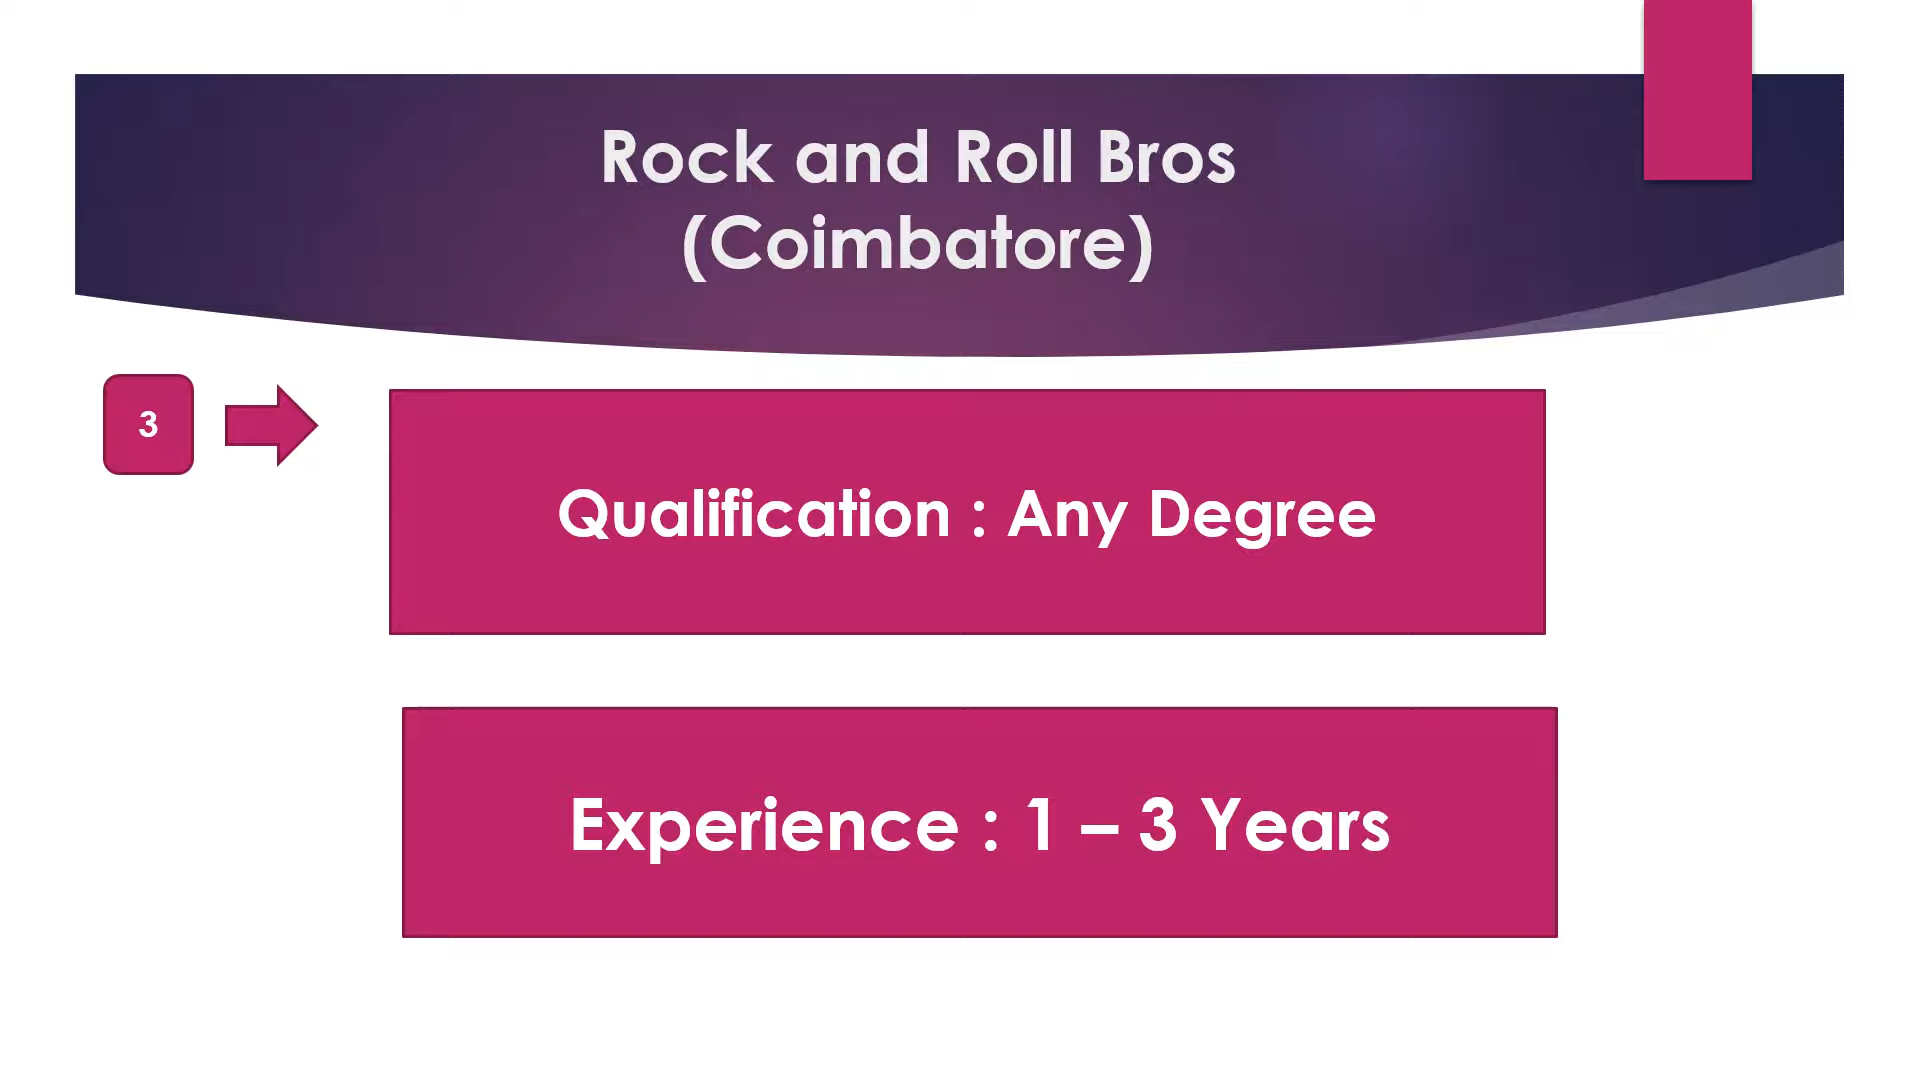 Rock and Roll Bros
(Coimbatore)
3
Qualification : Any Degree
Experience : 1 – 3 Years